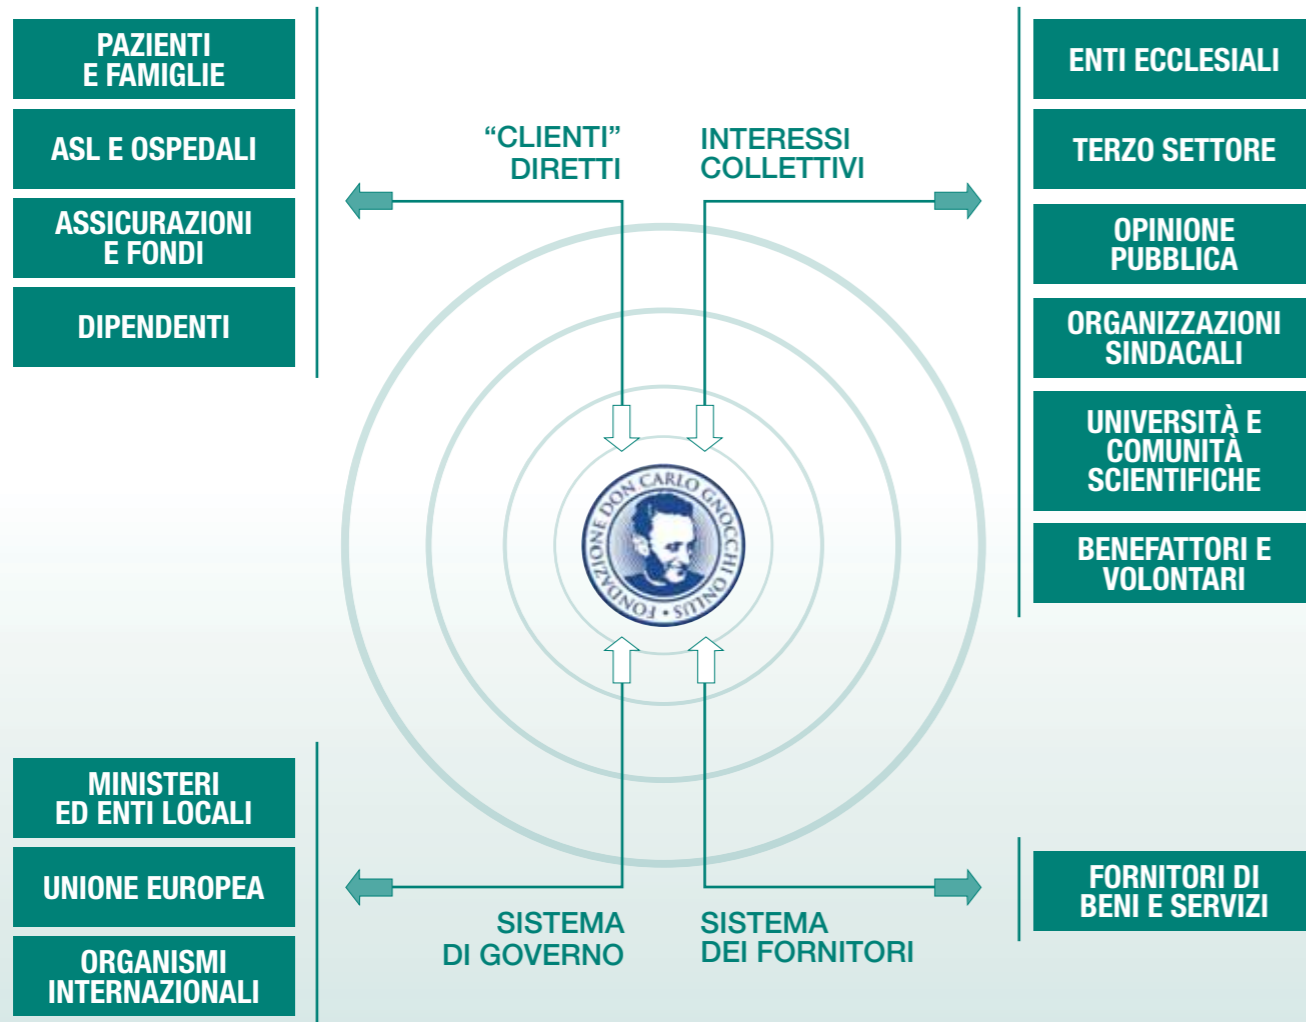 PAZIENTI
E FAMIGLIE
ASL E OSPEDALI
ASSICURAZIONI
E FONDI
DIPENDENTI
“CLIENTI”
DIRETTI
INTERESSI
COLLETTIVI
ENTI ECCLESIALI
TERZO SETTORE
OPINIONE
PUBBLICA
ORGANIZZAZIONI
SINDACALI
UNIVERSITÀ E
COMUNITÀ
SCIENTIFICHE
BENEFATTORI E
VOLONTARI
FONDAZIONE DON CARLO GNOCCHI ONLUS •
MINISTERI
ED ENTI LOCALI
UNIONE EUROPEA
ORGANISMI
INTERNAZIONALI
SISTEMA
DI GOVERNO
SISTEMA
DEI FORNITORI
FORNITORI DI
BENI E SERVIZI